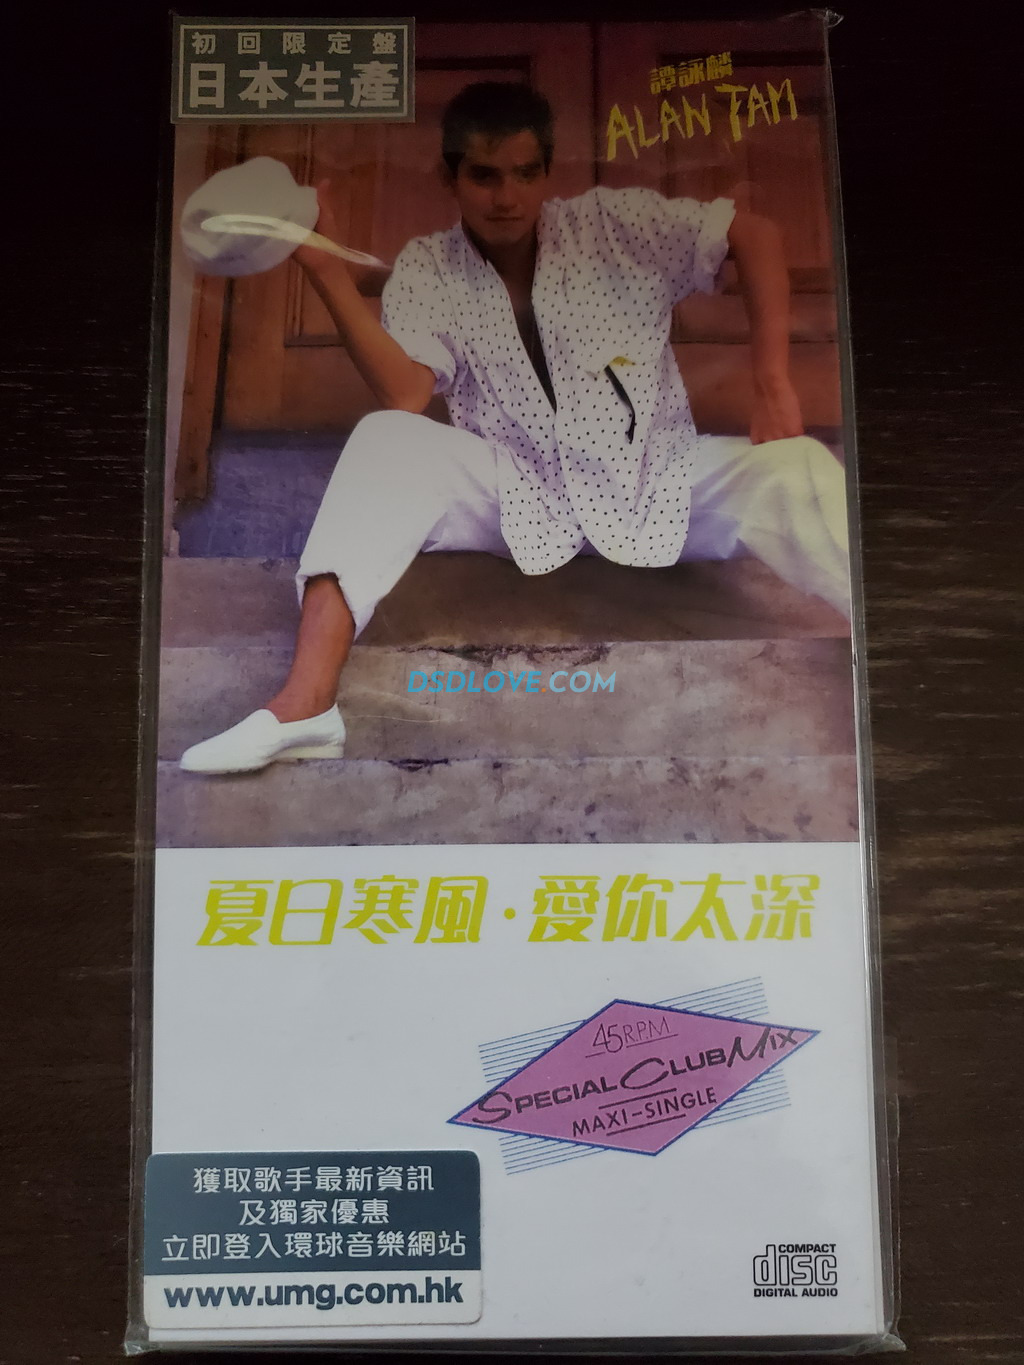 初回限定盤
日本生產
譚詠麟
ALAN TAM
DSDLOVE.COM
夏日寒風·愛你太深
45 R.P.M.
SPECIAL CLUB MIX
MAXI-SINGLE
獲取歌手最新資訊
及獨家優惠
立即登入環球音樂網站
www.umg.com.hk
COMPACT
disc
DIGITAL AUDIO